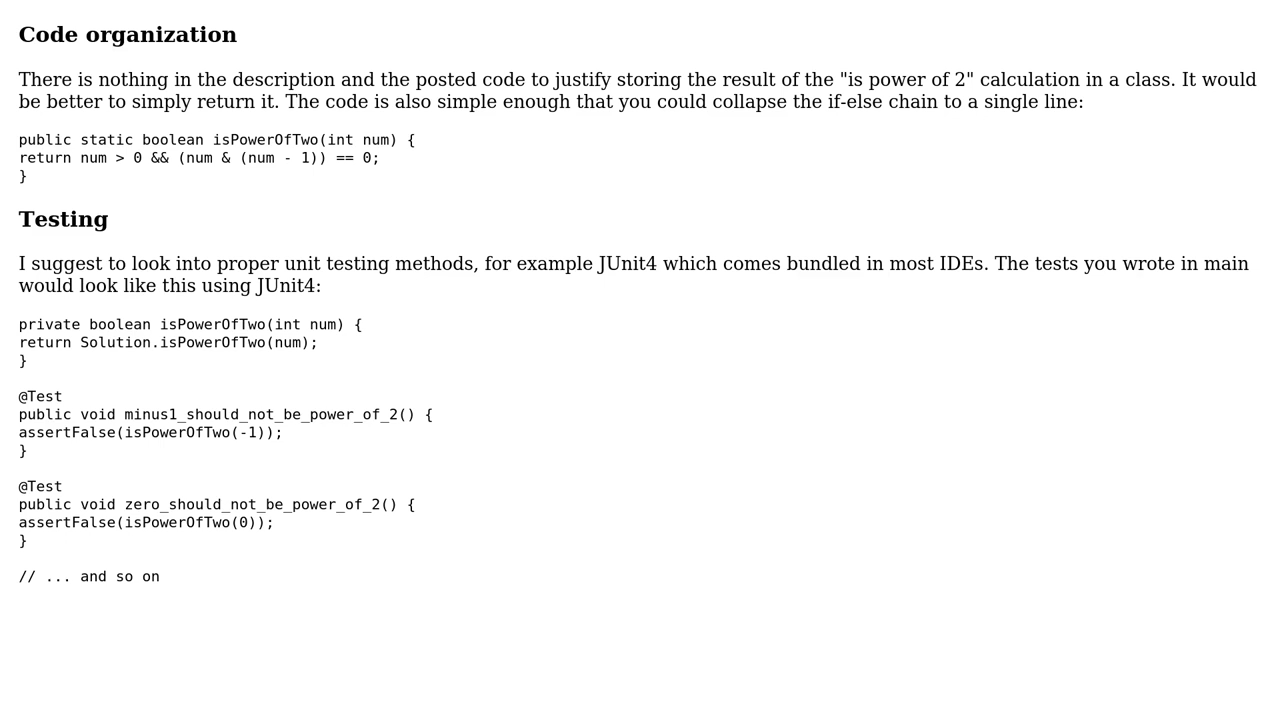 Code organization
There is nothing in the description and the posted code to justify storing the result of the "is power of 2" calculation in a class. It would
be better to simply return it. The code is also simple enough that you could collapse the if-else chain to a single line:
public static boolean isPowerOfTwo(int num) {
return num > 0 && (num & (num - 1)) == 0;
}
Testing
I suggest to look into proper unit testing methods, for example JUnit4 which comes bundled in most IDEs. The tests you wrote in main
would look like this using JUnit4:
private boolean isPowerOfTwo(int num) {
return Solution.isPowerOfTwo(num);
}
@Test
public void minus1_should_not_be_power_of_2() {
assertFalse(isPowerOfTwo(-1));
}
@Test
public void zero_should_not_be_power_of_2() {
assertFalse(isPowerOfTwo(0));
}
// ... and so on